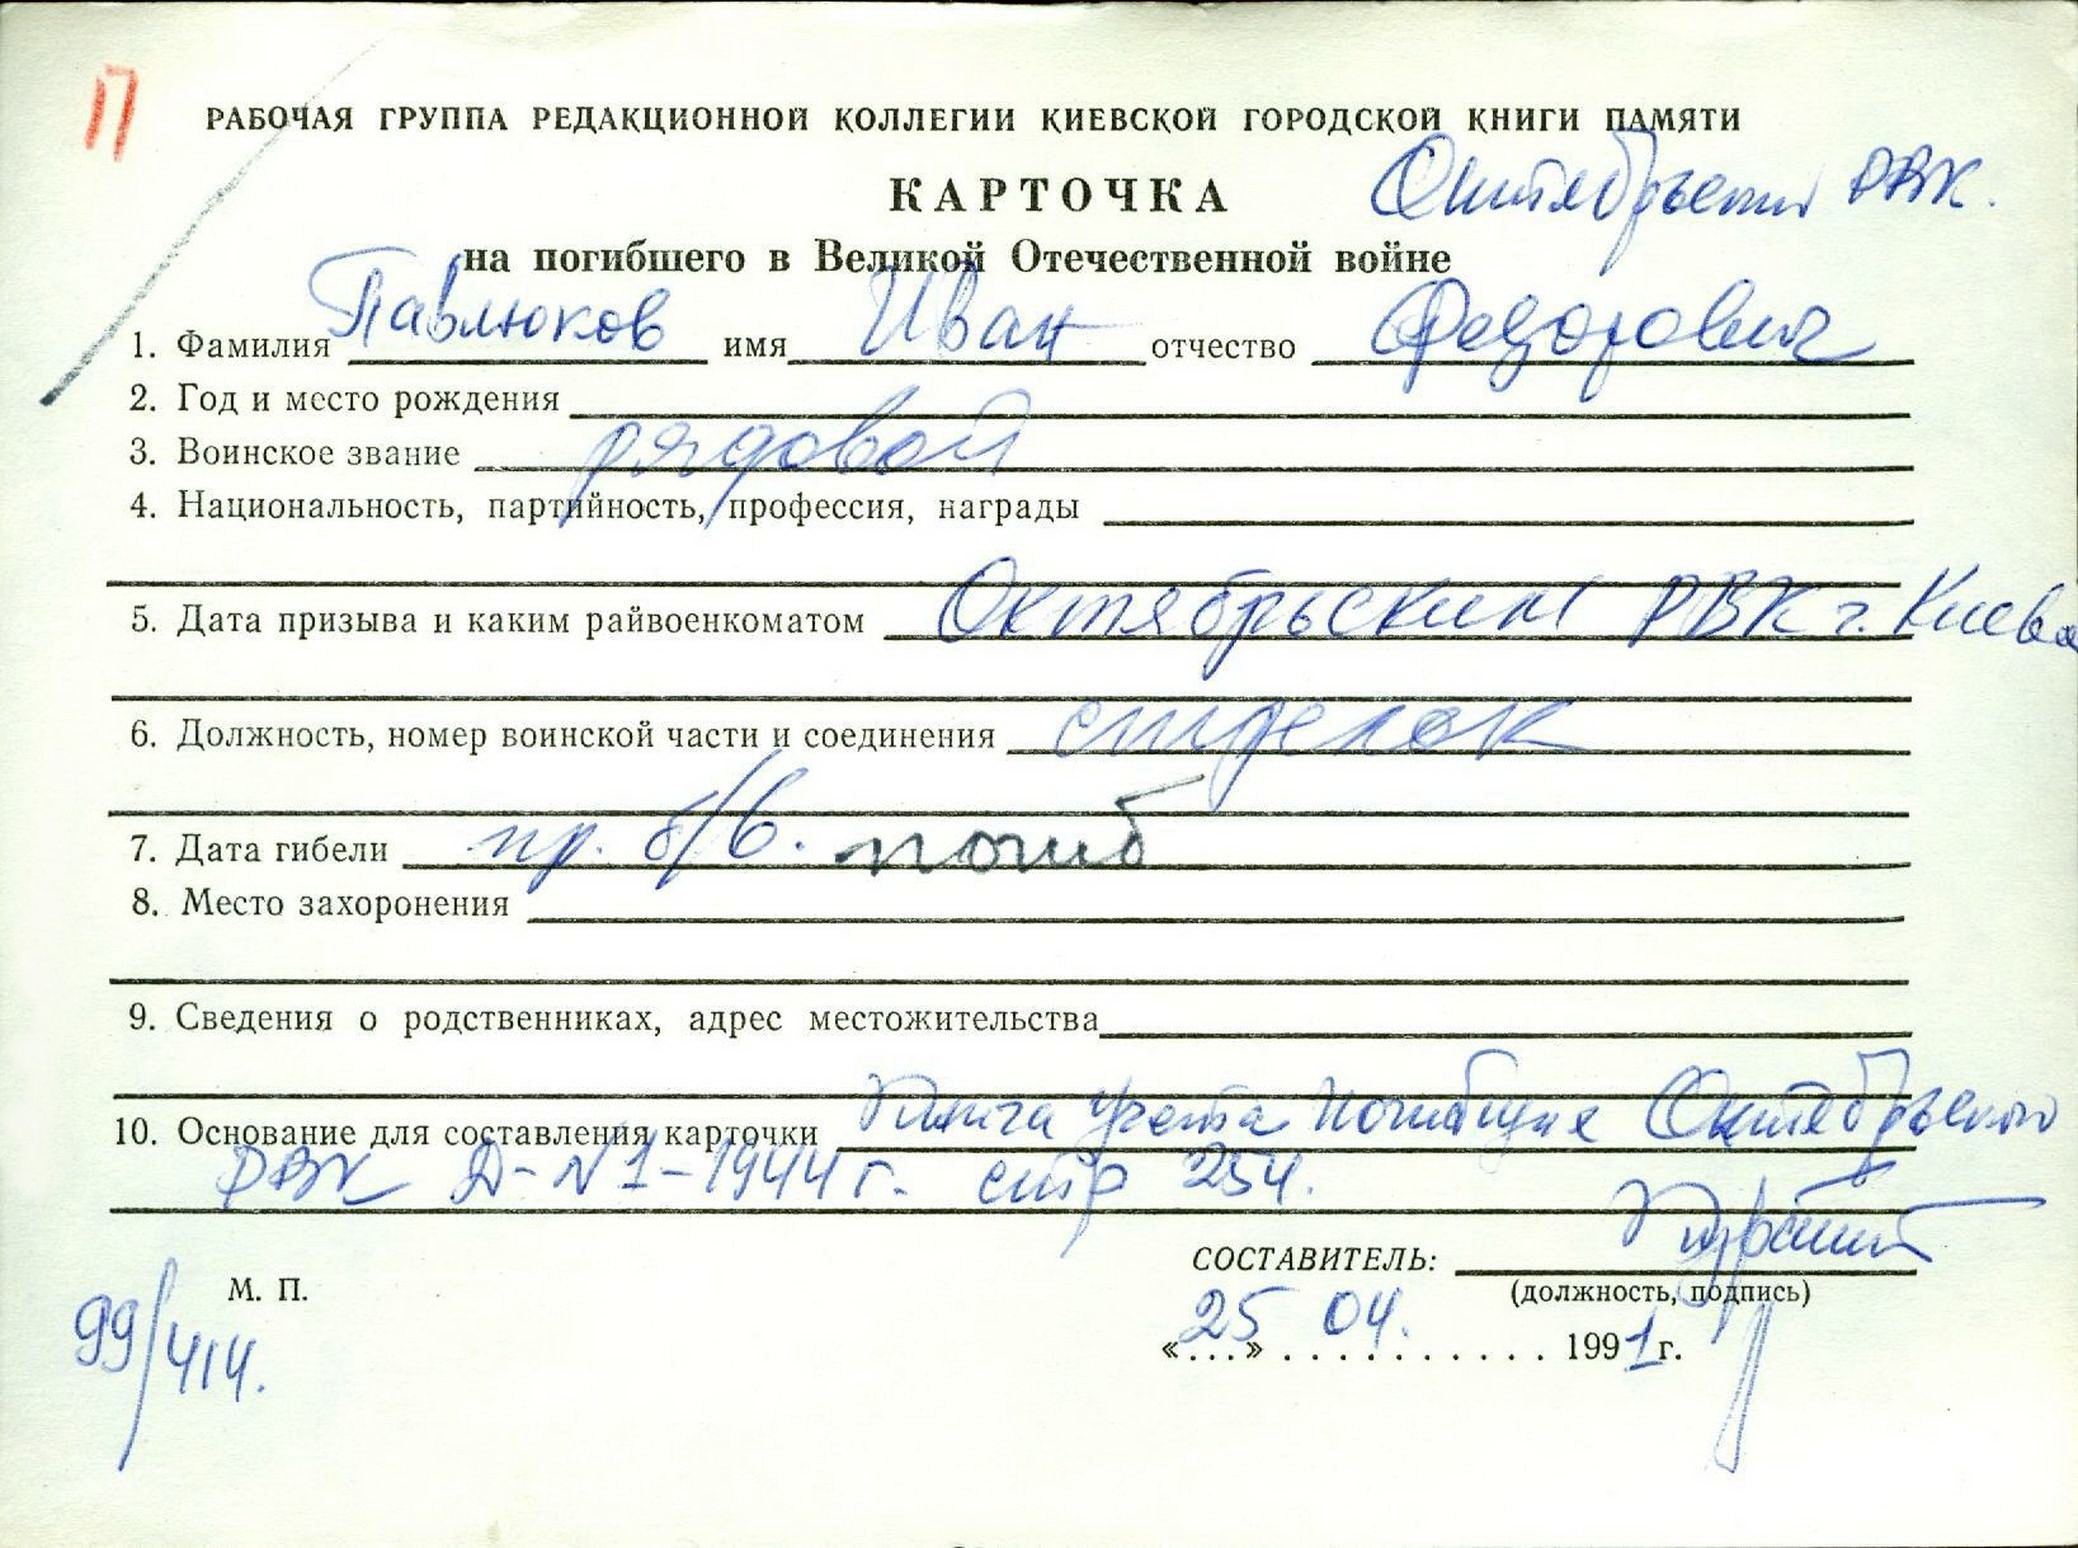 П
РАБОЧАЯ ГРУППА РЕДАКЦИОННОЙ КОЛЛЕГИИ КИЕВСКОЙ ГОРОДСКОЙ КНИГИ ПАМЯТИ
КАРТОЧКА Октябрьский РВК.
на погибшего в Великой Отечественной войне
1. Фамилия Павлюков имя Иван отчество Федорович
2. Год и место рождения
3. Воинское звание рядовой
4. Национальность, партийность, профессия, награды
5. Дата призыва и каким райвоенкоматом Октябрьским РВК г. Киева
6. Должность, номер воинской части и соединения стрелок
7. Дата гибели пр. б/в. погиб
8. Место захоронения
9. Сведения о родственниках, адрес местожительства
10. Основание для составления карточки Книга учета погибших Октябрьского
РВК Д-N1-1944 г. стр 254.
СОСТАВИТЕЛЬ:
М. П. (должность, подпись)
99/414. «25» 04. 1991 г.